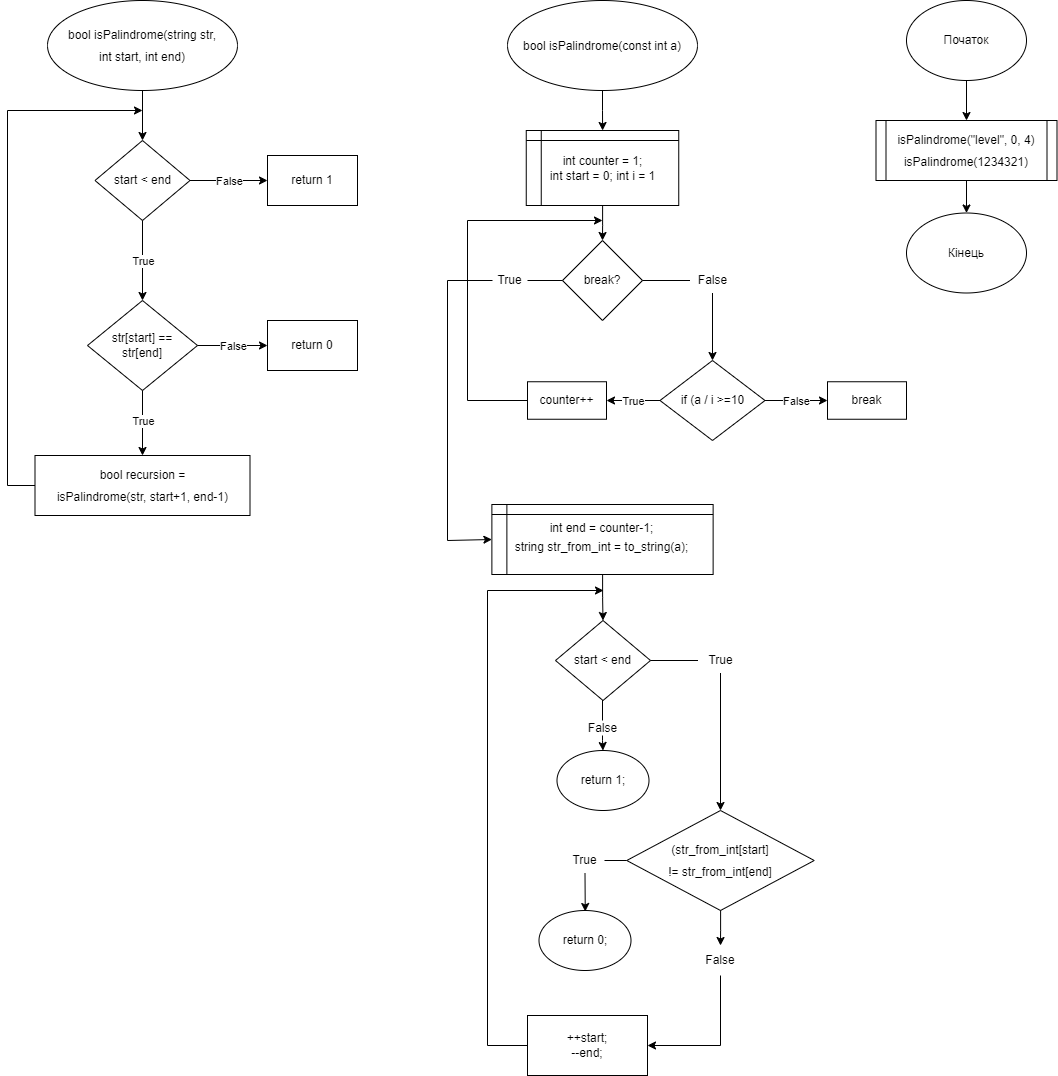 bool isPalindrome(string str,
int start, int end)
start < end
False
return 1
True
str[start] ==
str[end]
False
return 0
True
bool recursion =
isPalindrome(str, start+1, end-1)
bool isPalindrome(const int a)
int counter = 1;
int start = 0; int i = 1
break?
True
False
if (a / i >=10
True
counter++
False
break
int end = counter-1;
string str_from_int = to_string(a);
start < end
True
False
return 1;
(str_from_int[start]
!= str_from_int[end]
True
return 0;
False
++start;
--end;
Початок
isPalindrome("level", 0, 4)
isPalindrome(1234321)
Кінець